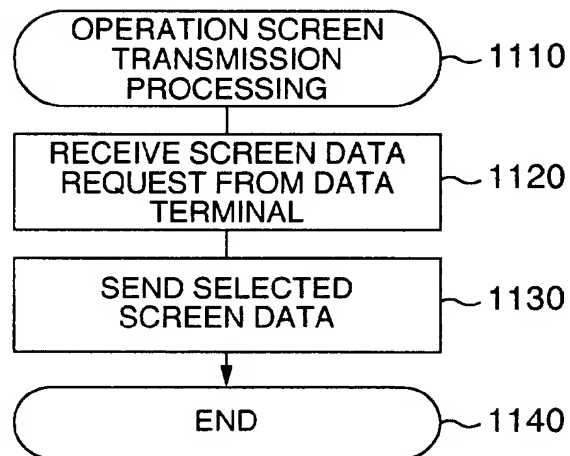 OPERATION SCREEN
TRANSMISSION
PROCESSING
1110
RECEIVE SCREEN DATA
REQUEST FROM DATA
TERMINAL
1120
SEND SELECTED
SCREEN DATA
1130
END
1140